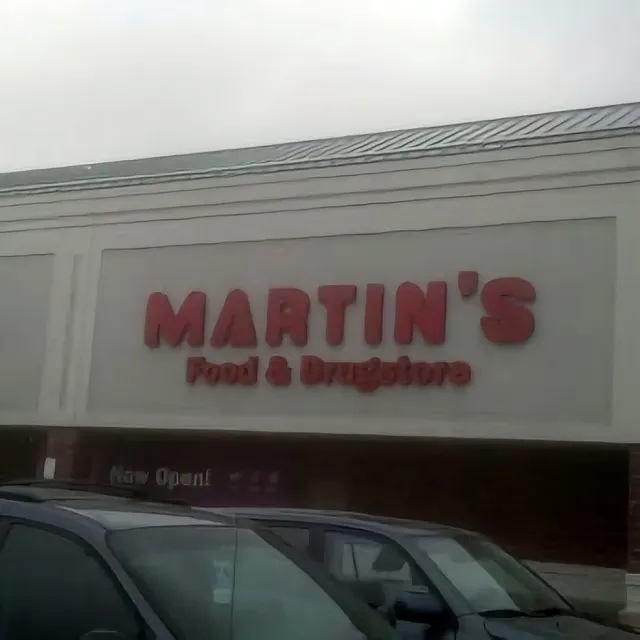 MARTIN'S
Food & Drugstore
Now Open!